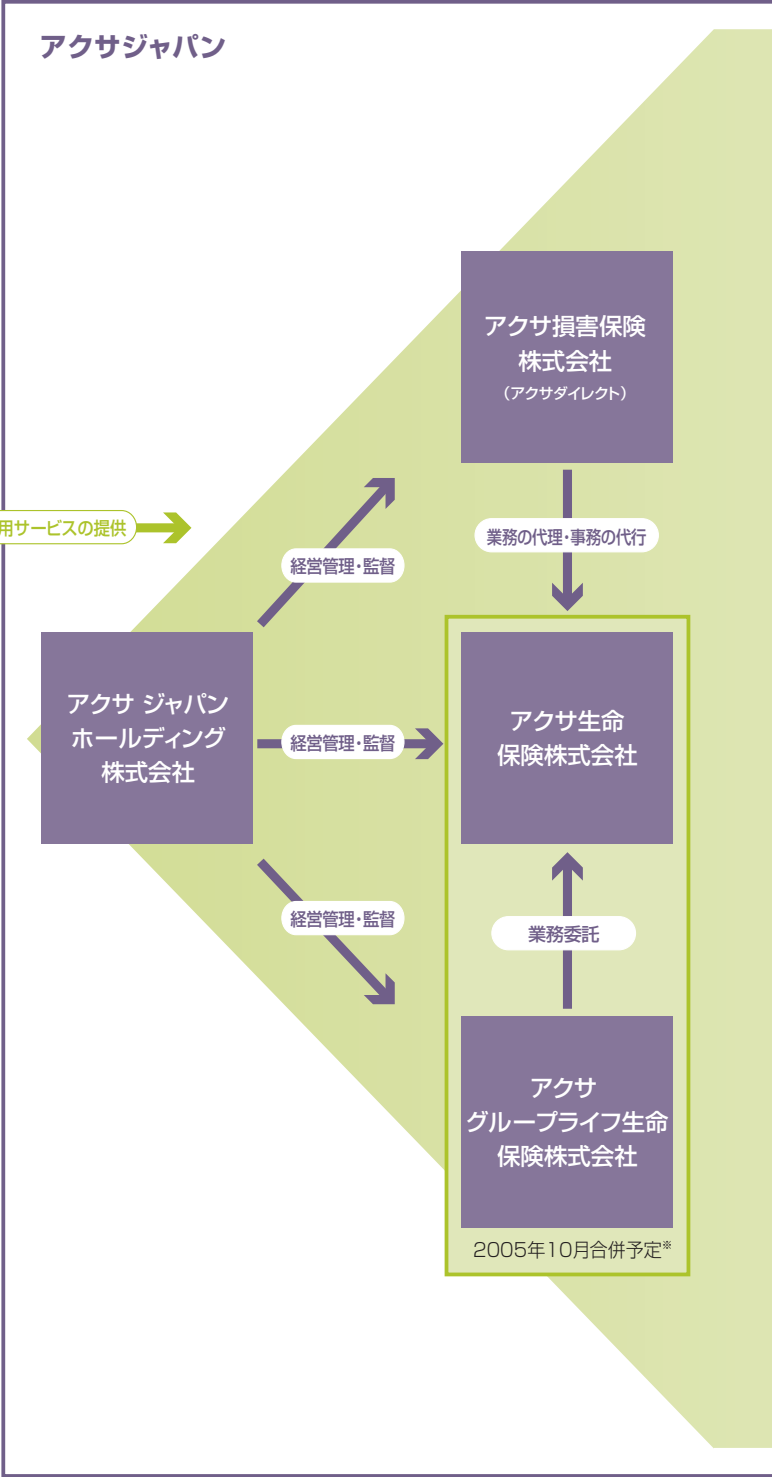 アクサジャパン
アクサ損害保険
株式会社
（アクサダイレクト）
用サービスの提供
業務の代理・事務の代行
経営管理・監督
アクサ ジャパン
ホールディング
株式会社
経営管理・監督
アクサ生命
保険株式会社
経営管理・監督
業務委託
アクサ
グループライフ生命
保険株式会社
2005年10月合併予定※